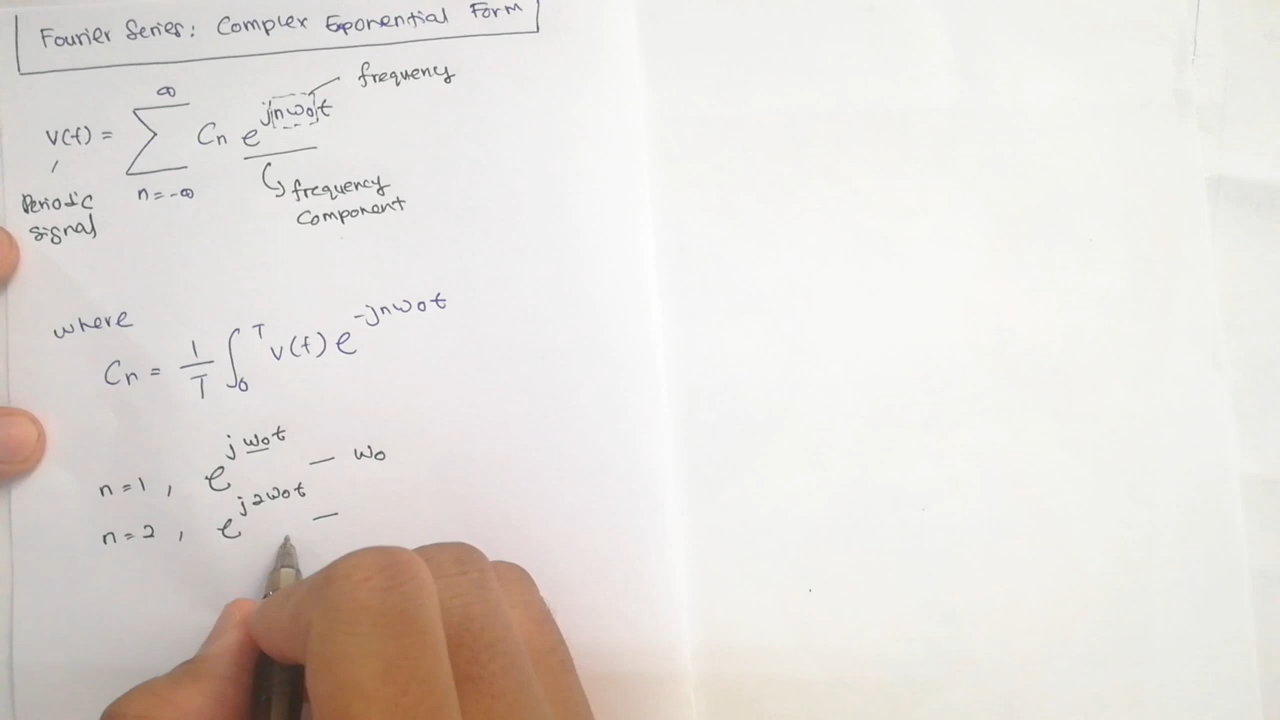 Fourier Series: Complex Exponential Form
frequency
v(t) = ∞ ∑ n=-∞ Cn e^jnω0t
Periodic signal
frequency component
where
Cn = 1/T ∫0^T v(t) e^-jnω0t
n=1, e^jω0t — ω0
n=2, e^j2ω0t —